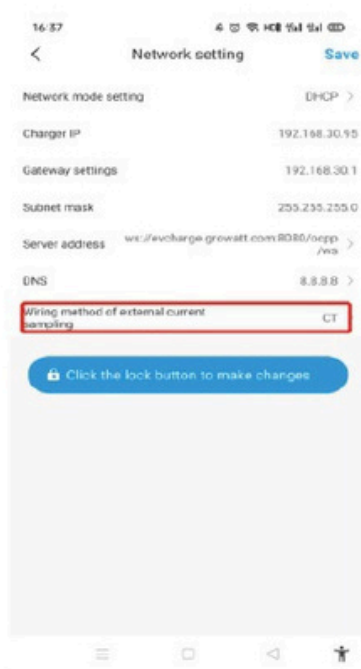 16:37
Network setting
Save
Network mode setting DHCP >
Charger IP 192.168.30.95
Gateway settings 192.168.30.1
Subnet mask 255.255.255.0
Server address ws://evcharge.growatt.com:8080/ocpp
/ws >
DNS 8.8.8.8 >
Wiring method of external current
sampling CT >
Click the lock button to make changes